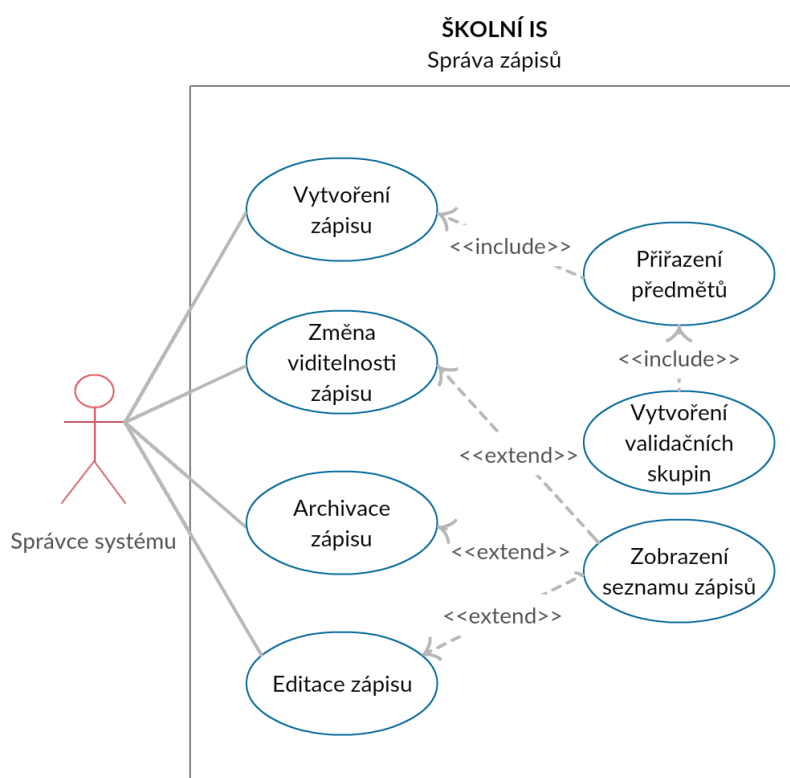 ŠKOLNÍ IS
Správa zápisů
Vytvoření
zápisu
<<include>>
Přiřazení
předmětů
Změna
viditelnosti
zápisu
<<include>>
Vytvoření
validačních
skupin
<<extend>>
Archivace
zápisu
Správce systému
<<extend>>
Zobrazení
seznamu zápisů
<<extend>>
Editace zápisu